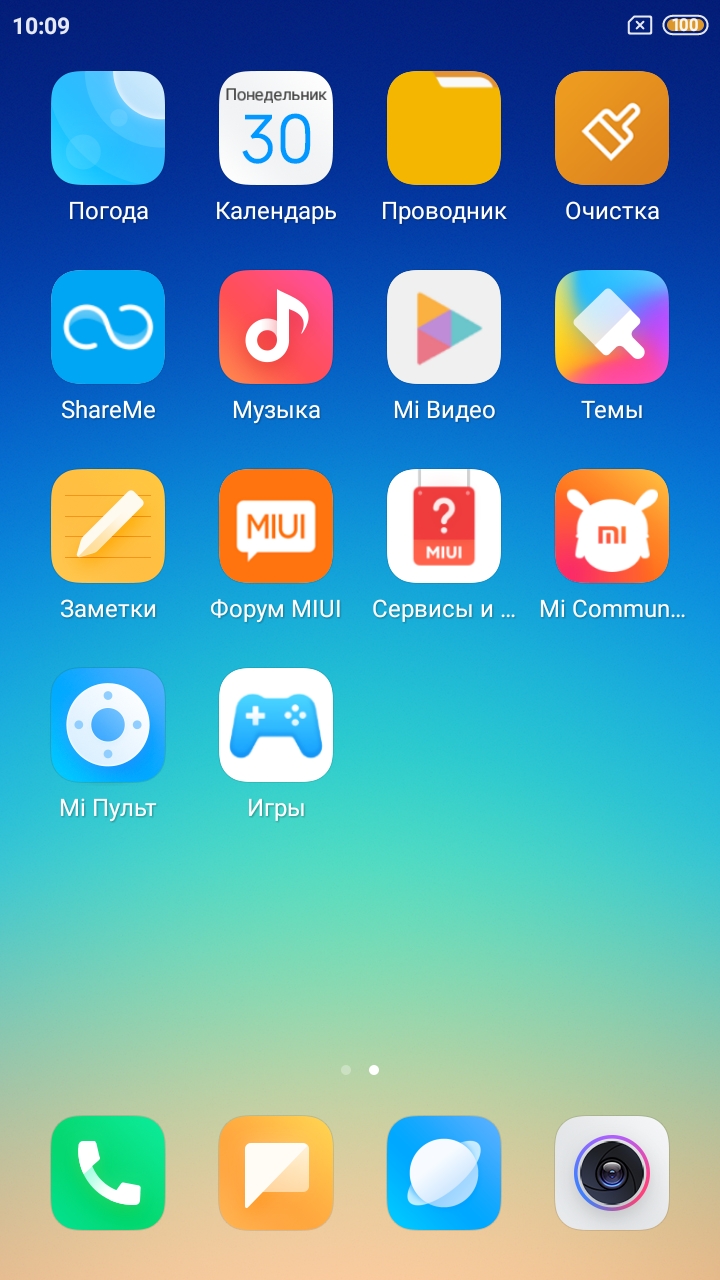 10:09
100
Понедельник
30
Погода
Календарь
Проводник
Очистка
ShareMe
Музыка
Mi Видео
Темы
MIUI
?
MIUI
mi
Заметки
Форум MIUI
Сервисы и ...
Mi Commun...
Mi Пульт
Игры